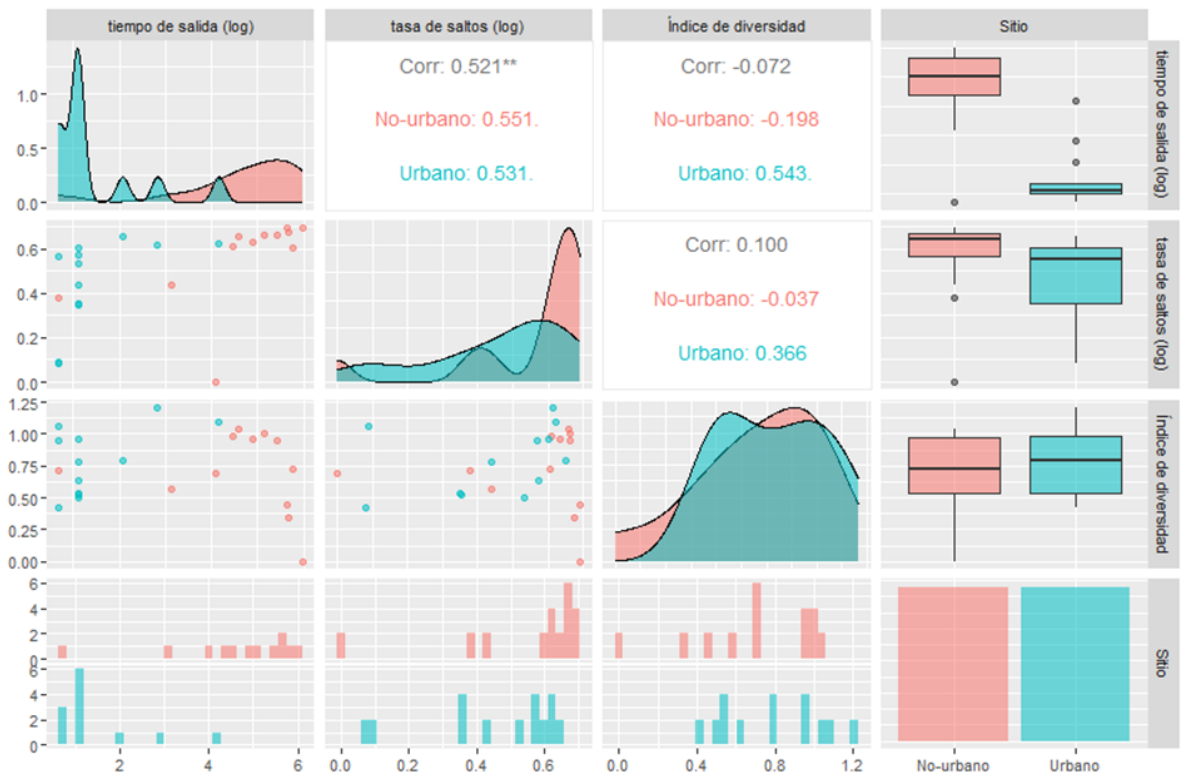 tiempo de salida (log) tasa de saltos (log) Índice de diversidad Sitio
1.0
0.5
0.0
Corr: 0.521**
No-urbano: 0.551.
Urbano: 0.531.
Corr: -0.072
No-urbano: -0.198
Urbano: 0.543.
tiempo de salida (log)
0.6
0.4
0.2
0.0
Corr: 0.100
No-urbano: -0.037
Urbano: 0.366
tasa de saltos (log)
1.25
1.00
0.75
0.50
0.25
0.00
Índice de diversidad
6
4
2
0
6
4
2
0
Sitio
2 4 6 0.0 0.2 0.4 0.6 0.0 0.4 0.8 1.2 No-urbano Urbano